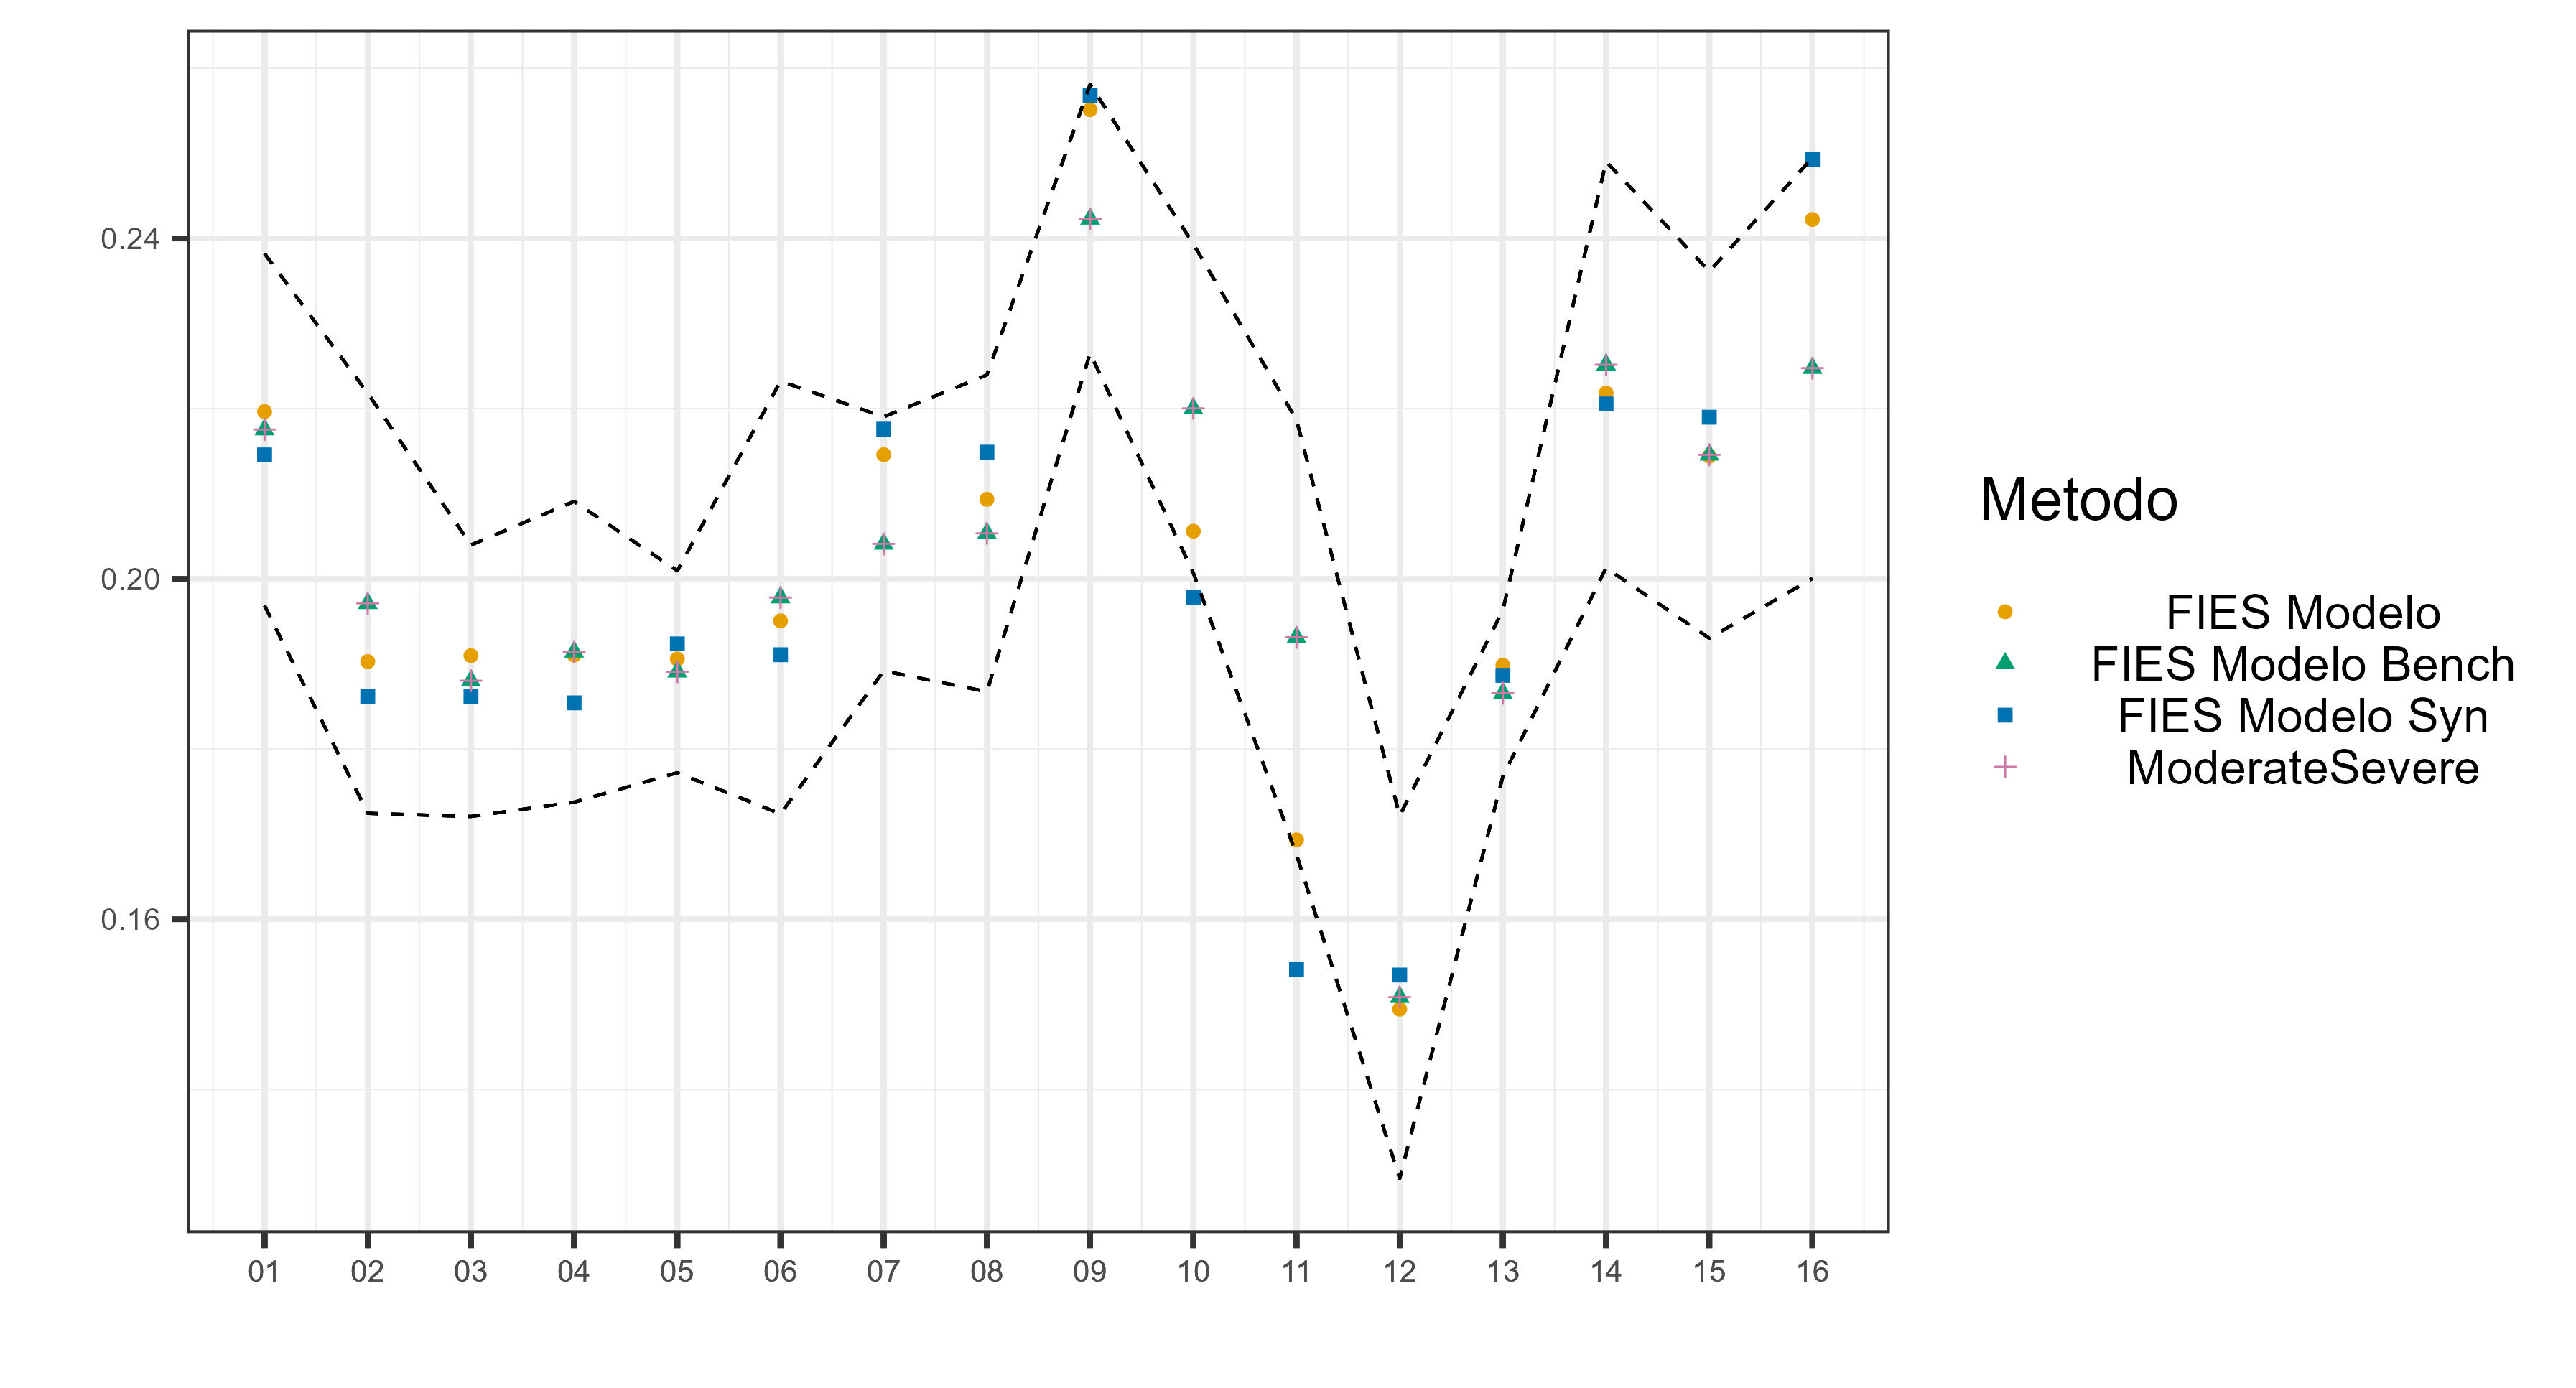 0.24
0.20
0.16
01 02 03 04 05 06 07 08 09 10 11 12 13 14 15 16
Metodo
FIES Modelo
FIES Modelo Bench
FIES Modelo Syn
ModerateSevere